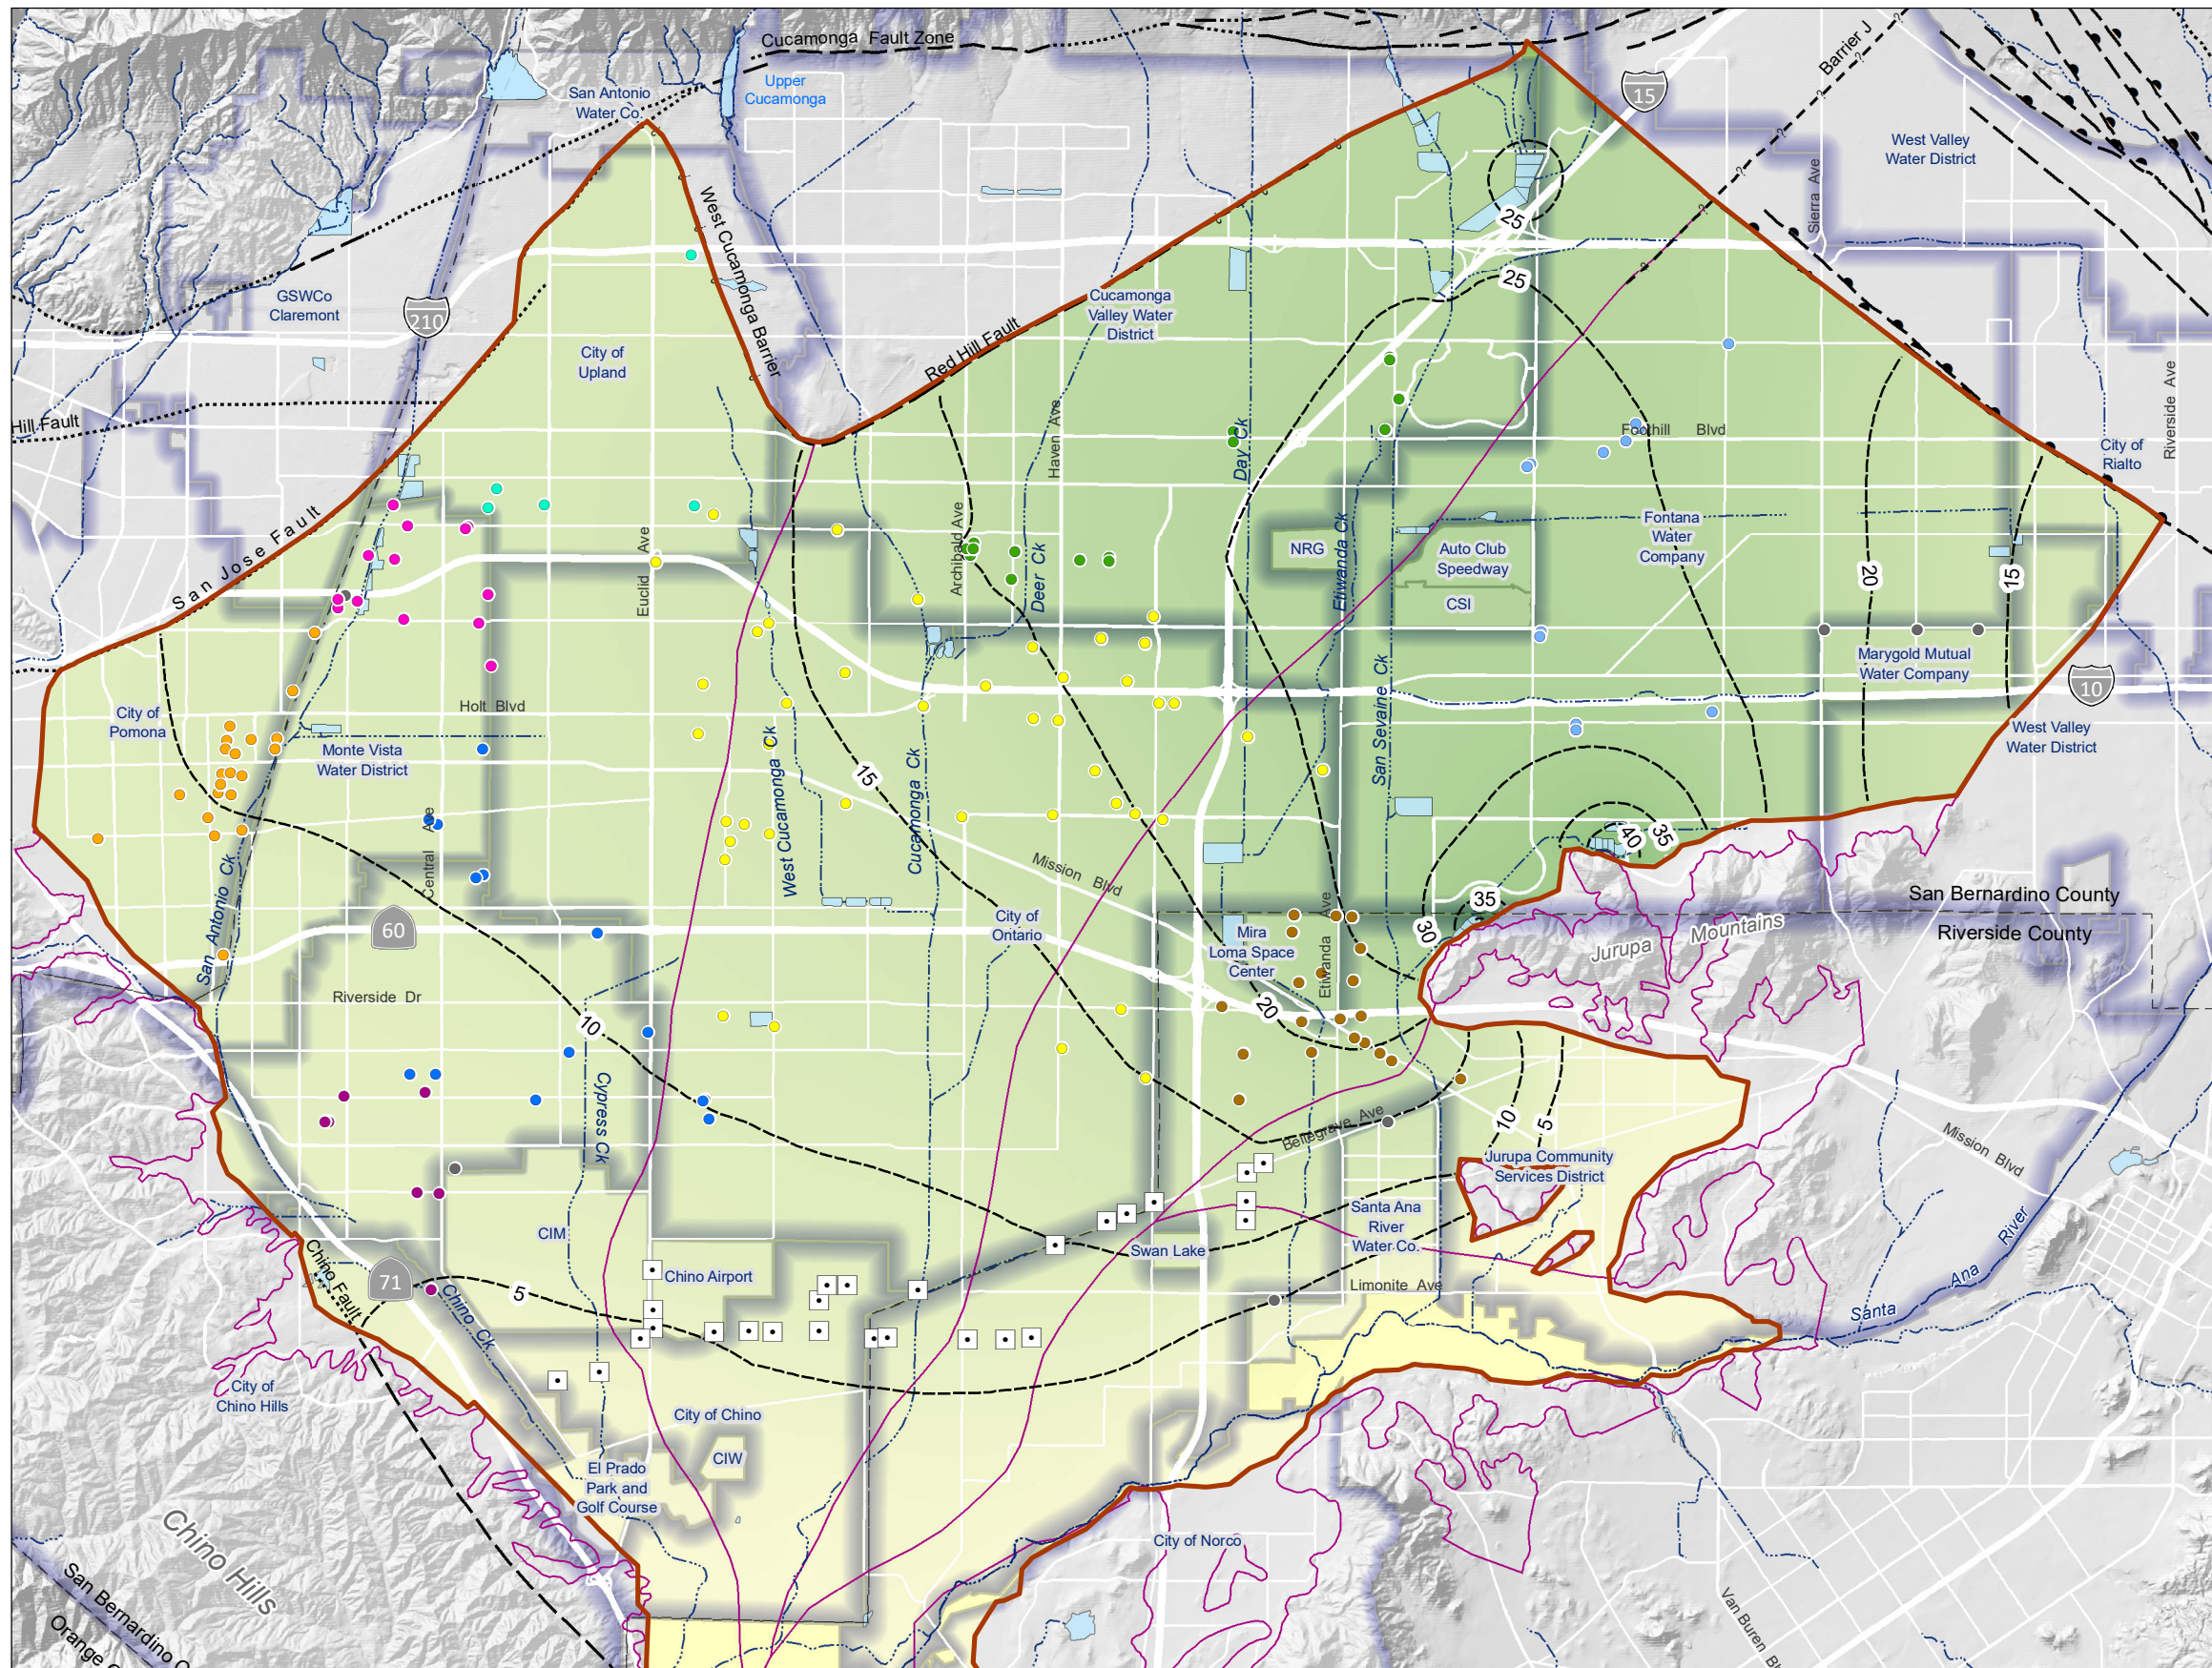 Cucamonga Fault Zone
Upper
Cucamonga
San Antonio
Water Co.
15
Barrier J
West Valley
Water District
Sierra Ave
West Cucamonga Barrier
25
25
GSWCo
Claremont
210
Cucamonga
Valley Water
District
City of
Upland
Red Hill Fault
Riverside Ave
Hill Fault
Haven Ave
Day Ck
Foothill Blvd
City of
Rialto
San Jose Fault
Euclid Ave
Archibald Ave
Deer Ck
NRG
Etiwanda Ck
Auto Club
Speedway
CSI
Fontana
Water
Company
20
15
Marygold Mutual
Water Company
10
City of
Pomona
Holt Blvd
Monte Vista
Water District
West Cucamonga Ck
Cucamonga Ck
15
San Sevaine Ck
West Valley
Water District
Central Ave
San Antonio Ck
Mission Blvd
40
35
35
30
San Bernardino County
Riverside County
Jurupa Mountains
60
City of
Ontario
Mira
Loma Space
Center
Etiwanda Ave
20
Riverside Dr
10
Cypress Ck
Bellegrave Ave
10
5
Mission Blvd
Jurupa Community
Services District
Santa Ana
River
Water Co.
CIM
Swan Lake
Chino Airport
Limonite Ave
Chino Fault
71
Chino Ck
5
Santa Ana River
City of
Chino Hills
City of Chino
CIW
El Prado
Park and
Golf Course
City of Norco
Chino Hills
San Bernardino
Orange
Van Buren